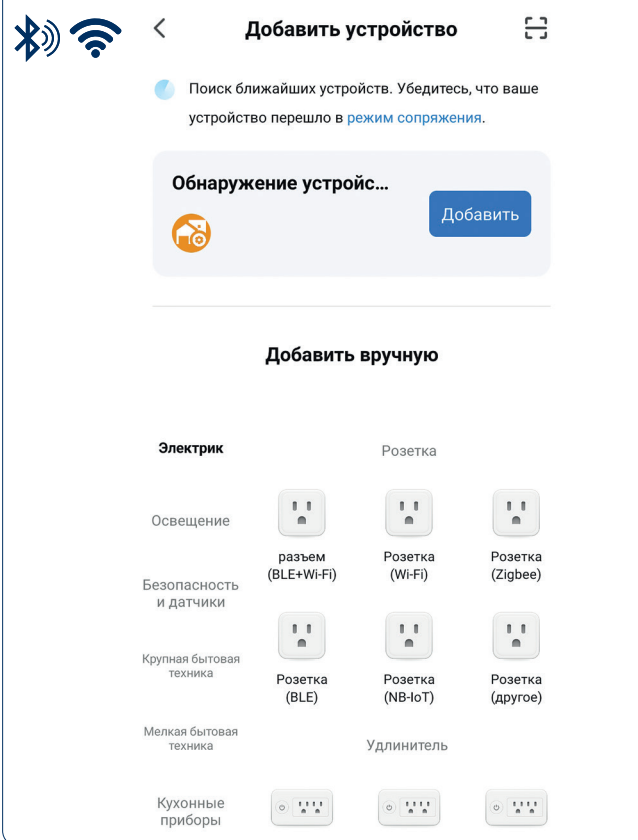 Добавить устройство
Поиск ближайших устройств. Убедитесь, что ваше
устройство перешло в режим сопряжения.
Обнаружение устройс...
Добавить
Добавить вручную
Электрик
Розетка
Освещение
разъем
(BLE+Wi-Fi)
Розетка
(Wi-Fi)
Розетка
(Zigbee)
Безопасность
и датчики
Крупная бытовая
техника
Розетка
(BLE)
Розетка
(NB-IoT)
Розетка
(другое)
Мелкая бытовая
техника
Удлинитель
Кухонные
приборы